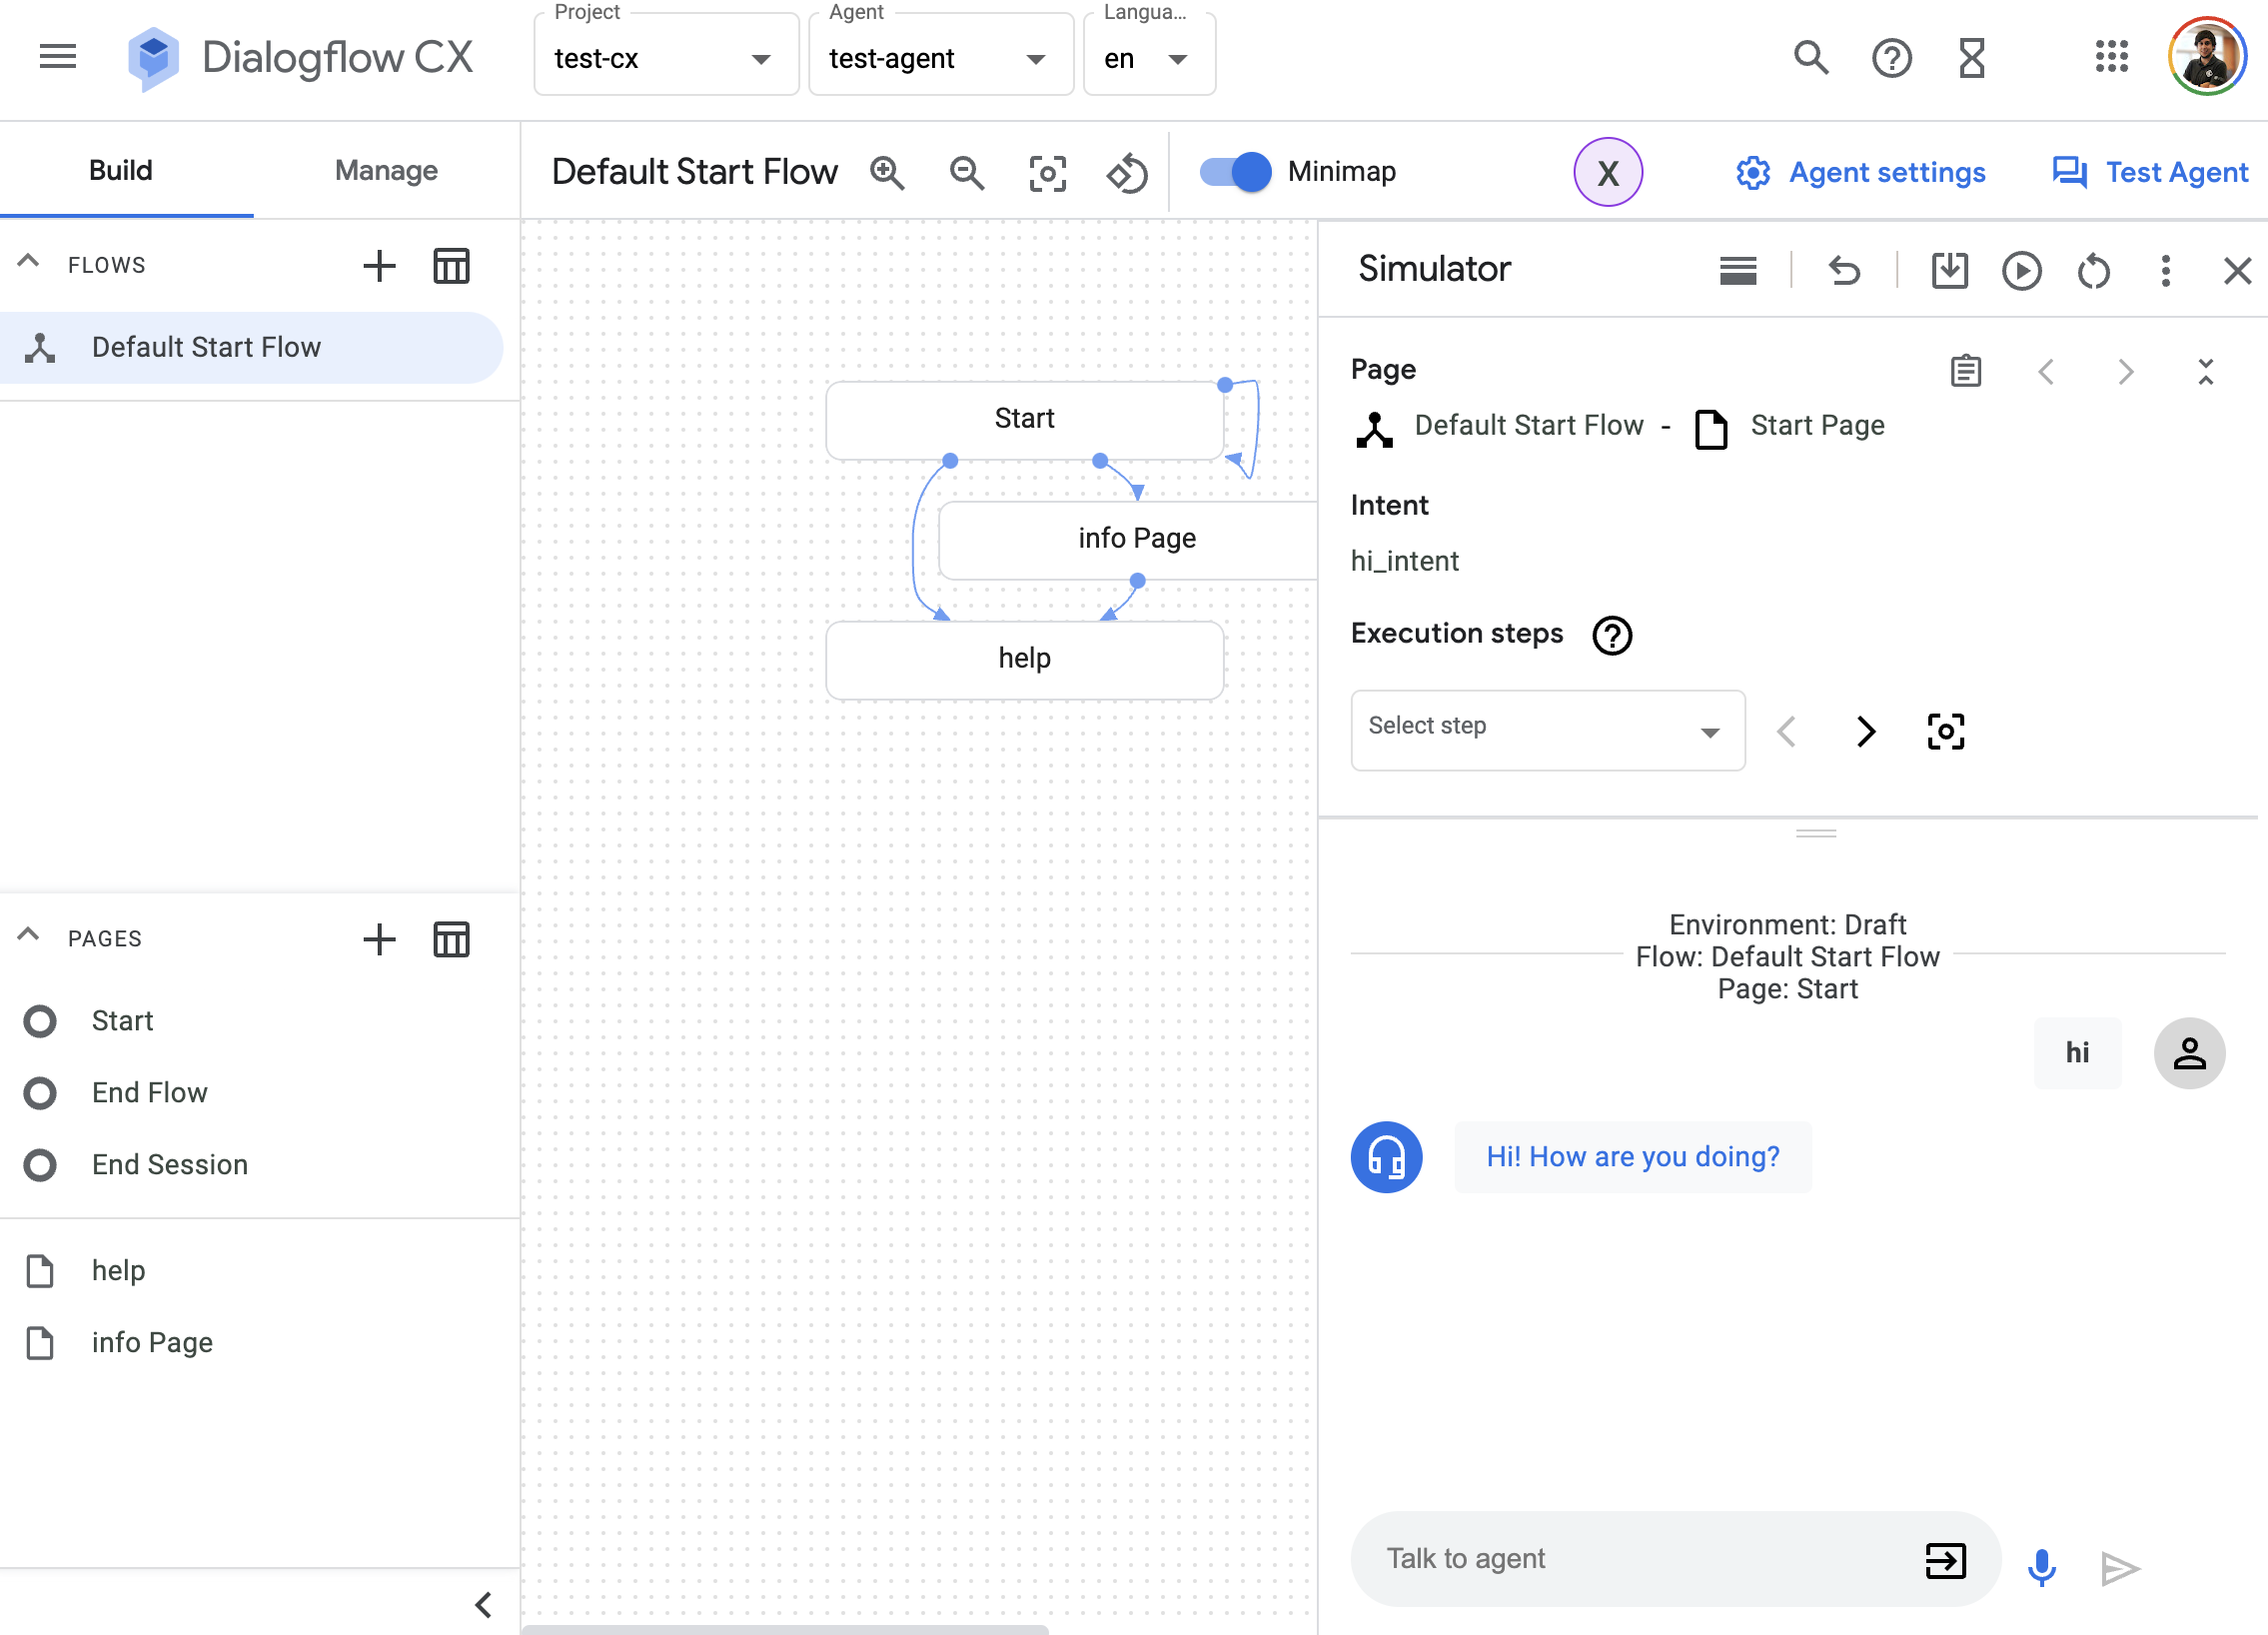 Dialogflow CX
Project
test-cx
Agent
test-agent
Langua...
en
Build
Manage
Default Start Flow
Minimap
X
Agent settings
Test Agent
FLOWS
Default Start Flow
PAGES
Start
End Flow
End Session
help
info Page
Start
info Page
help
Simulator
Page
Default Start Flow - Start Page
Intent
hi_intent
Execution steps
Select step
Environment: Draft
Flow: Default Start Flow
Page: Start
hi
Hi! How are you doing?
Talk to agent